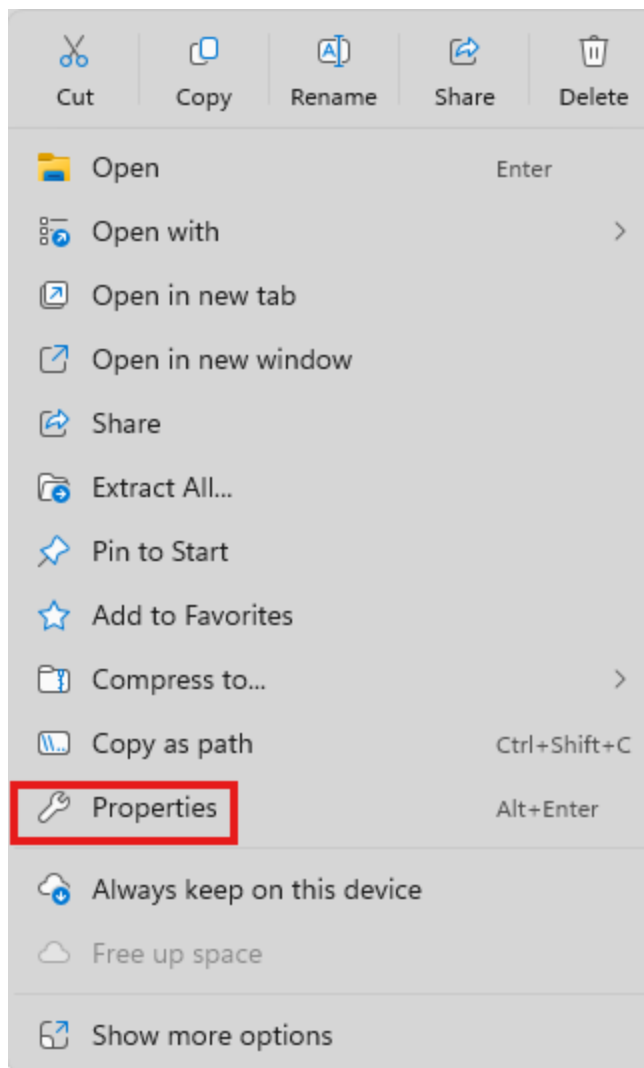 Cut Copy Rename Share Delete
Open Enter
Open with
Open in new tab
Open in new window
Share
Extract All...
Pin to Start
Add to Favorites
Compress to...
Copy as path Ctrl+Shift+C
Properties Alt+Enter
Always keep on this device
Free up space
Show more options